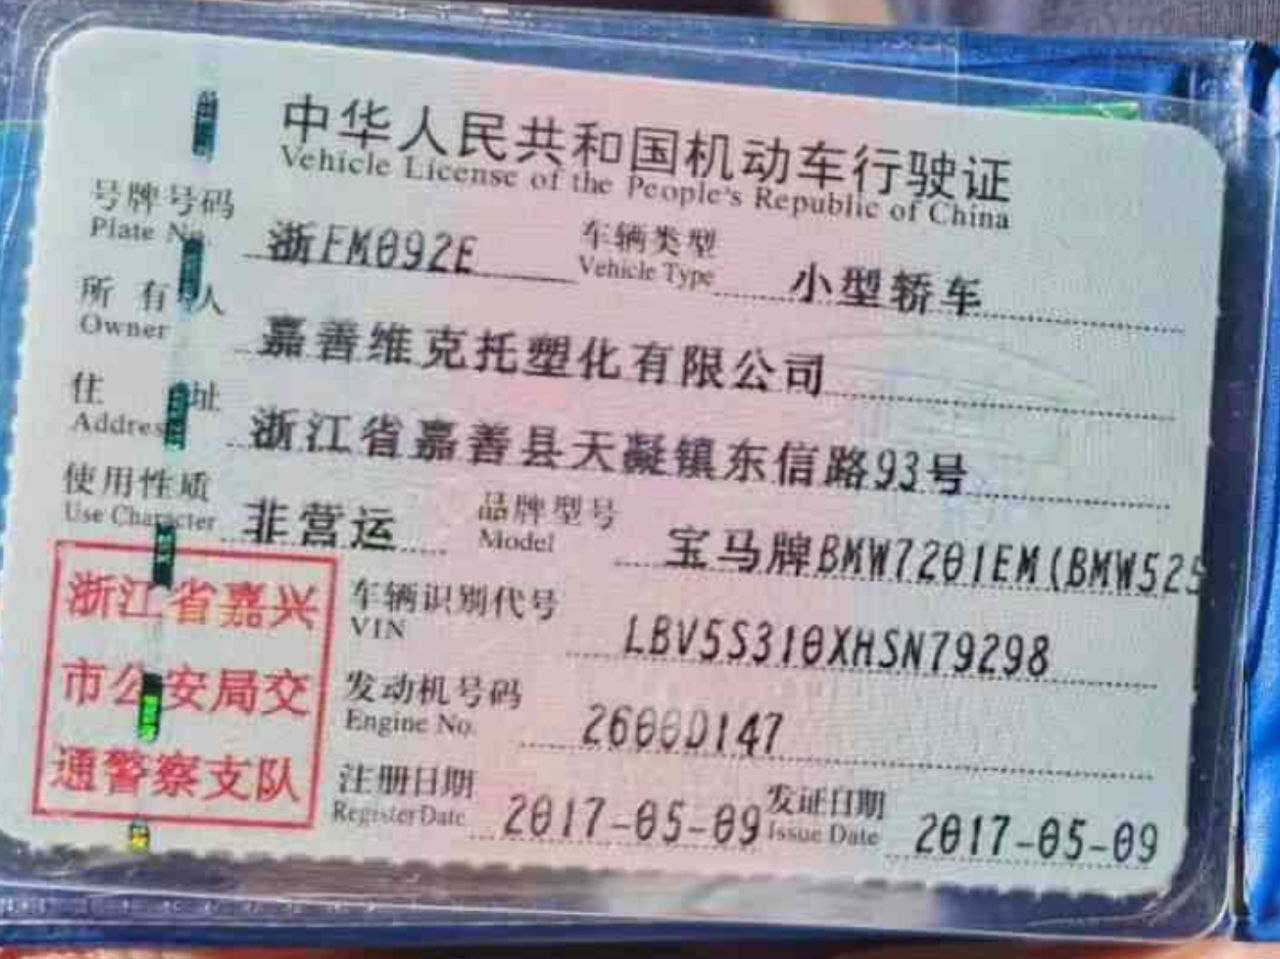 中华人民共和国机动车行驶证
Vehicle License of the People's Republic of China
号牌号码 浙FM092E 车辆类型 小型轿车
Plate No. Vehicle Type
所有人 嘉善维克托塑化有限公司
Owner
住址 浙江省嘉善县天凝镇东信路93号
Address
使用性质 非营运 品牌型号 宝马牌BMW7201EM(BMW525
Use Character Model
浙江省嘉兴
市公安局交
通警察支队
车辆识别代号 LBV5S310XHSN79298
VIN
发动机号码 2600D147
Engine No.
注册日期 2017-05-09 发证日期 2017-05-09
Register Date Issue Date